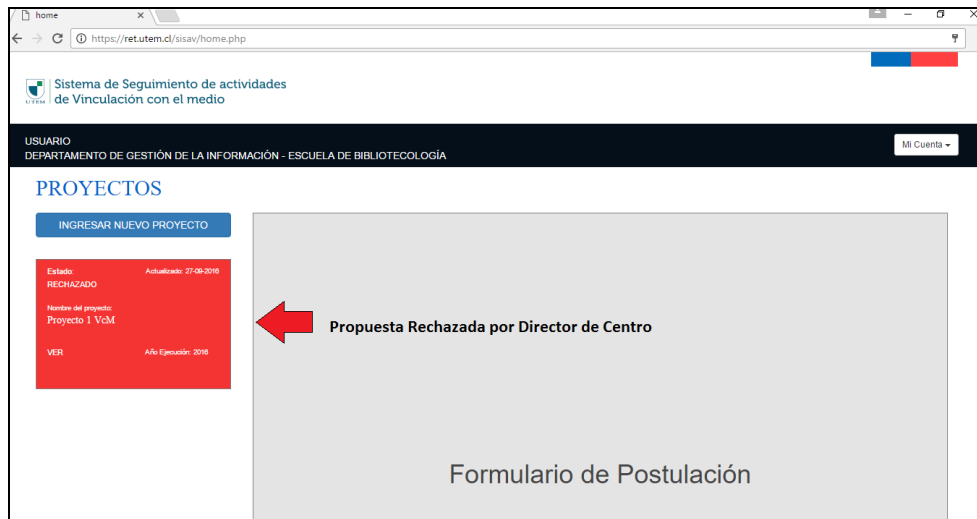 home
https://ret.utem.cl/sisav/home.php
UTEM
Sistema de Seguimiento de actividades
de Vinculación con el medio
USUARIO
DEPARTAMENTO DE GESTIÓN DE LA INFORMACIÓN - ESCUELA DE BIBLIOTECOLOGÍA
Mi Cuenta
PROYECTOS
INGRESAR NUEVO PROYECTO
Estado: Actualizado: 27-09-2016
RECHAZADO
Nombre del proyecto:
Proyecto 1 VcM
VER Año Ejecución: 2016
Propuesta Rechazada por Director de Centro
Formulario de Postulación